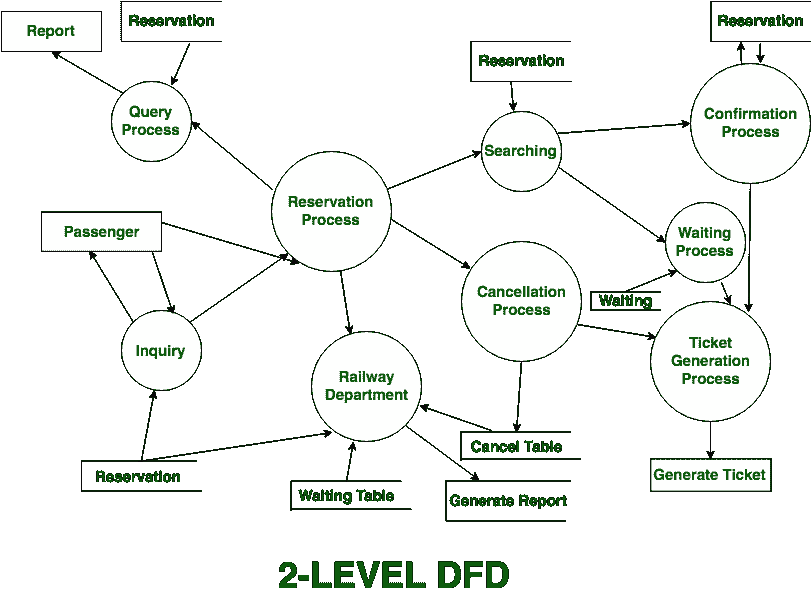 Report
Reservation
Reservation
Reservation
Query
Process
Confirmation
Process
Searching
Reservation
Process
Passenger
Waiting
Process
Cancellation
Process
Waiting
Inquiry
Ticket
Generation
Process
Railway
Department
Cancel Table
Reservation
Waiting Table
Generate Report
Generate Ticket
2-LEVEL DFD